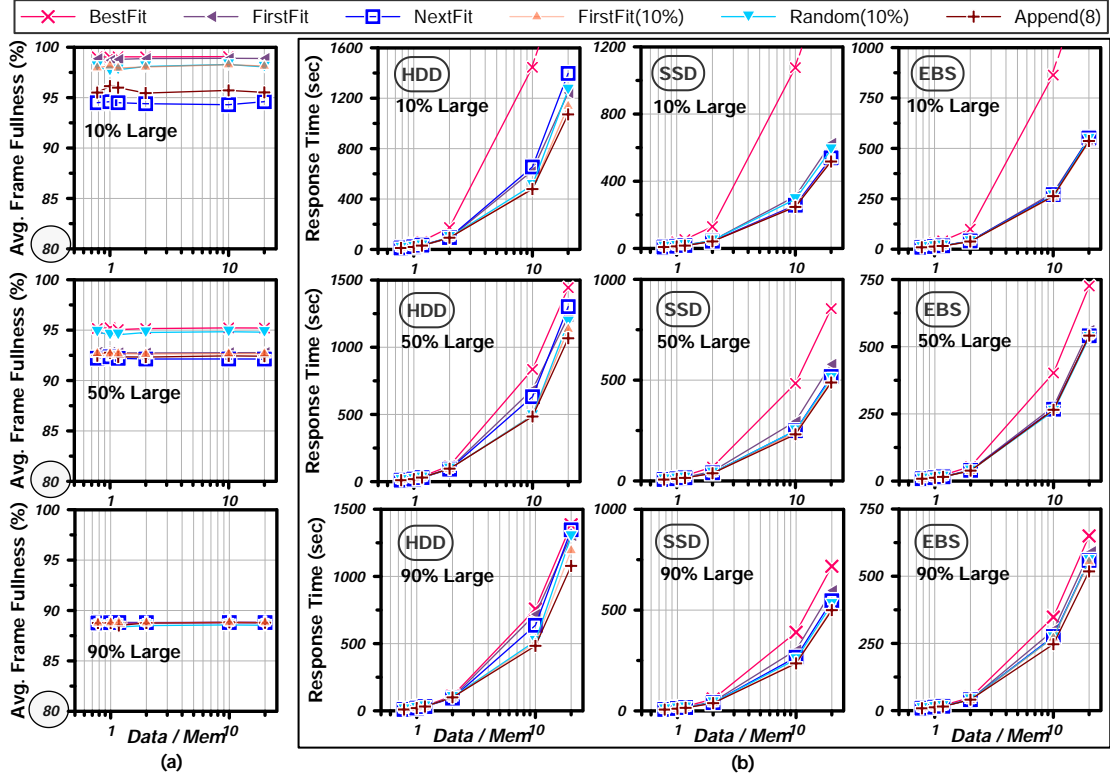 BestFit FirstFit NextFit FirstFit(10%) Random(10%) Append(8)
Avg. Frame Fullness (%)
100
95
90
85
80
10% Large
1 10
Response Time (sec)
1600
1400
1200
800
600
400
200
0
HDD
10% Large
1 10
1200
1000
800
600
400
200
0
SSD
10% Large
1 10
1000
750
500
250
0
EBS
10% Large
1 10
Avg. Frame Fullness (%)
100
95
90
85
80
50% Large
1 10
Response Time (sec)
1500
1000
500
0
HDD
50% Large
1 10
1000
500
0
SSD
50% Large
1 10
750
500
250
0
EBS
50% Large
1 10
Avg. Frame Fullness (%)
100
95
90
85
80
90% Large
1 10
Data / Mem
(a)
Response Time (sec)
1500
1000
500
0
HDD
90% Large
1 10
Data / Mem
1000
500
0
SSD
90% Large
1 10
Data / Mem
750
500
250
0
EBS
90% Large
1 10
Data / Mem
(b)